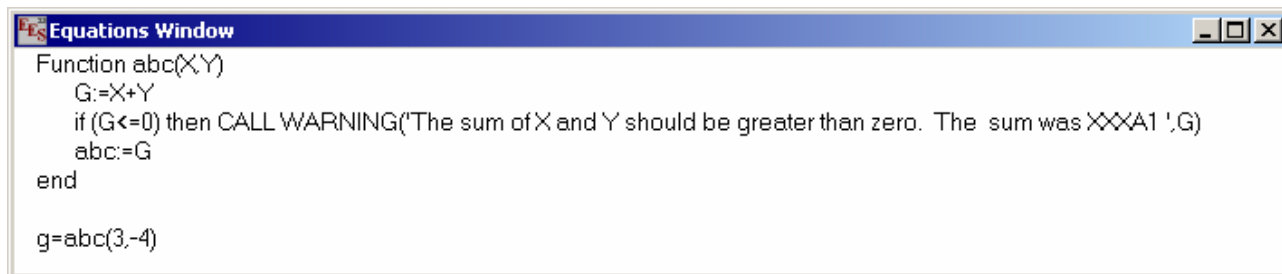 EES Equations Window
Function abc(X,Y)
G:=X+Y
if (G<=0) then CALL WARNING('The sum of X and Y should be greater than zero.  The  sum was XXXA1 ',G)
abc:=G
end
g=abc(3,-4)